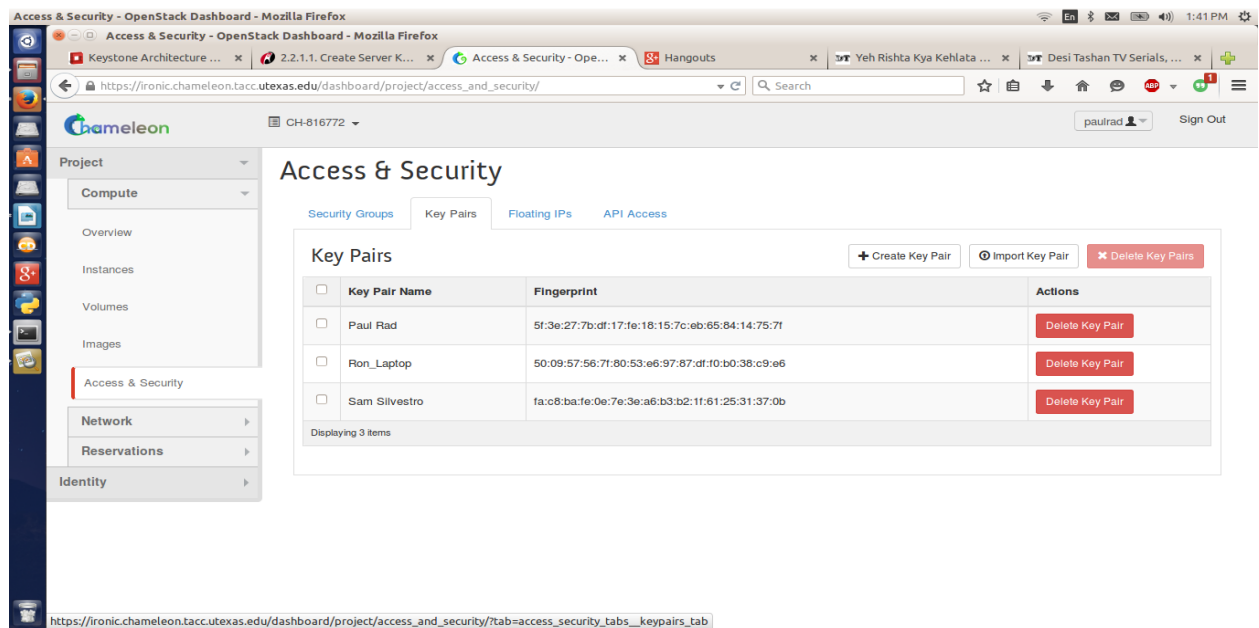 Access & Security - OpenStack Dashboard - Mozilla Firefox
En 1:41 PM
Access & Security - OpenStack Dashboard - Mozilla Firefox
Keystone Architecture ... 2.2.1.1. Create Server K... Access & Security - Ope... Hangouts Yeh Rishta Kya Kehlata ... Desi Tashan TV Serials, ...
https://ironic.chameleon.tacc.utexas.edu/dashboard/project/access_and_security/ Search ABP 1
Chameleon CH-816772 paulrad Sign Out
Project
Access & Security
Compute
Security Groups Key Pairs Floating IPs API Access
Overview
Key Pairs + Create Key Pair Import Key Pair Delete Key Pairs
Instances
Key Pair Name Fingerprint Actions
Volumes
Paul Rad 5f:3e:27:7b:df:17:fe:18:15:7c:eb:65:84:14:75:7f Delete Key Pair
Images
Ron_Laptop 50:09:57:56:7f:80:53:e6:97:87:df:f0:b0:38:c9:e6 Delete Key Pair
Access & Security
Sam Silvestro fa:c8:ba:fe:0e:7e:3e:a6:b3:b2:1f:61:25:31:37:0b Delete Key Pair
Network
Displaying 3 items
Reservations
Identity
https://ironic.chameleon.tacc.utexas.edu/dashboard/project/access_and_security/?tab=access_security_tabs__keypairs_tab